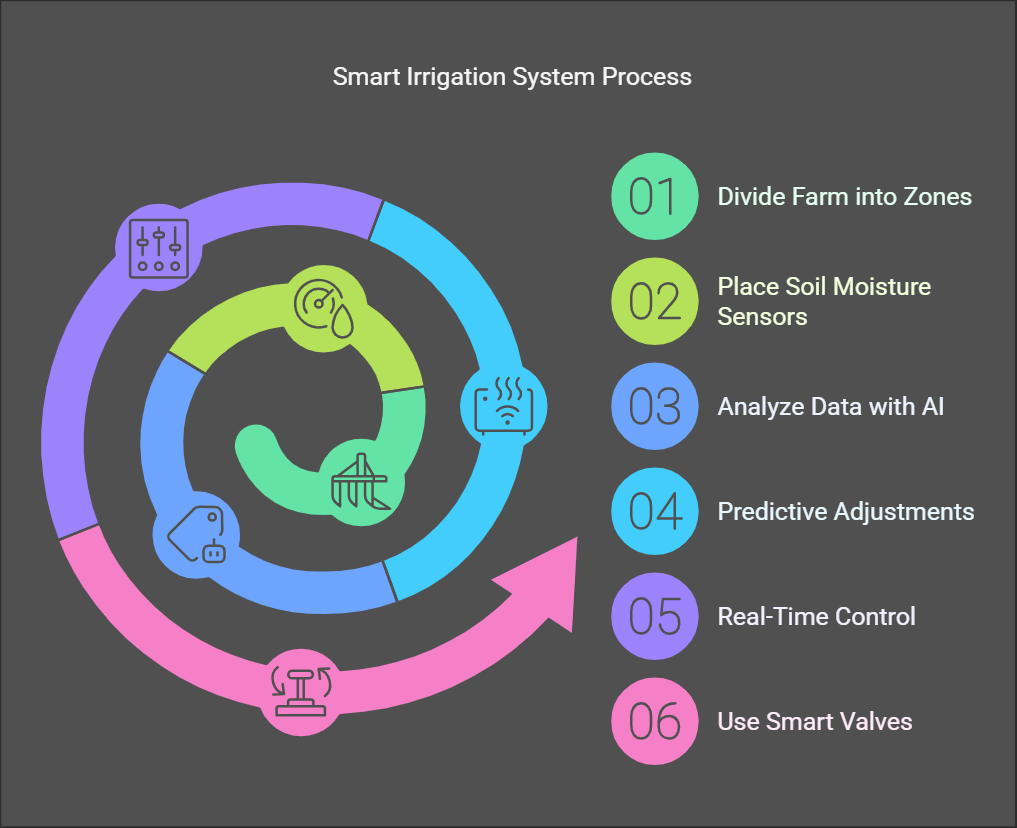 Smart Irrigation System Process
01
Divide Farm into Zones
02
Place Soil Moisture
Sensors
03
Analyze Data with AI
04
Predictive Adjustments
05
Real-Time Control
06
Use Smart Valves